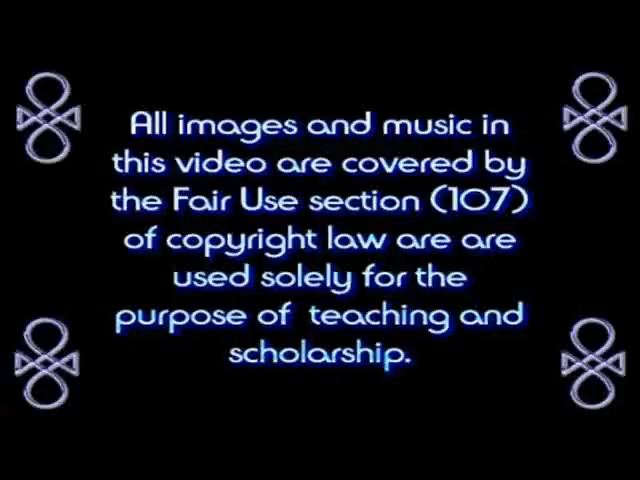 All images and music in
this video are covered by
the Fair Use section (107)
of copyright law are are
used solely for the
purpose of teaching and
scholarship.